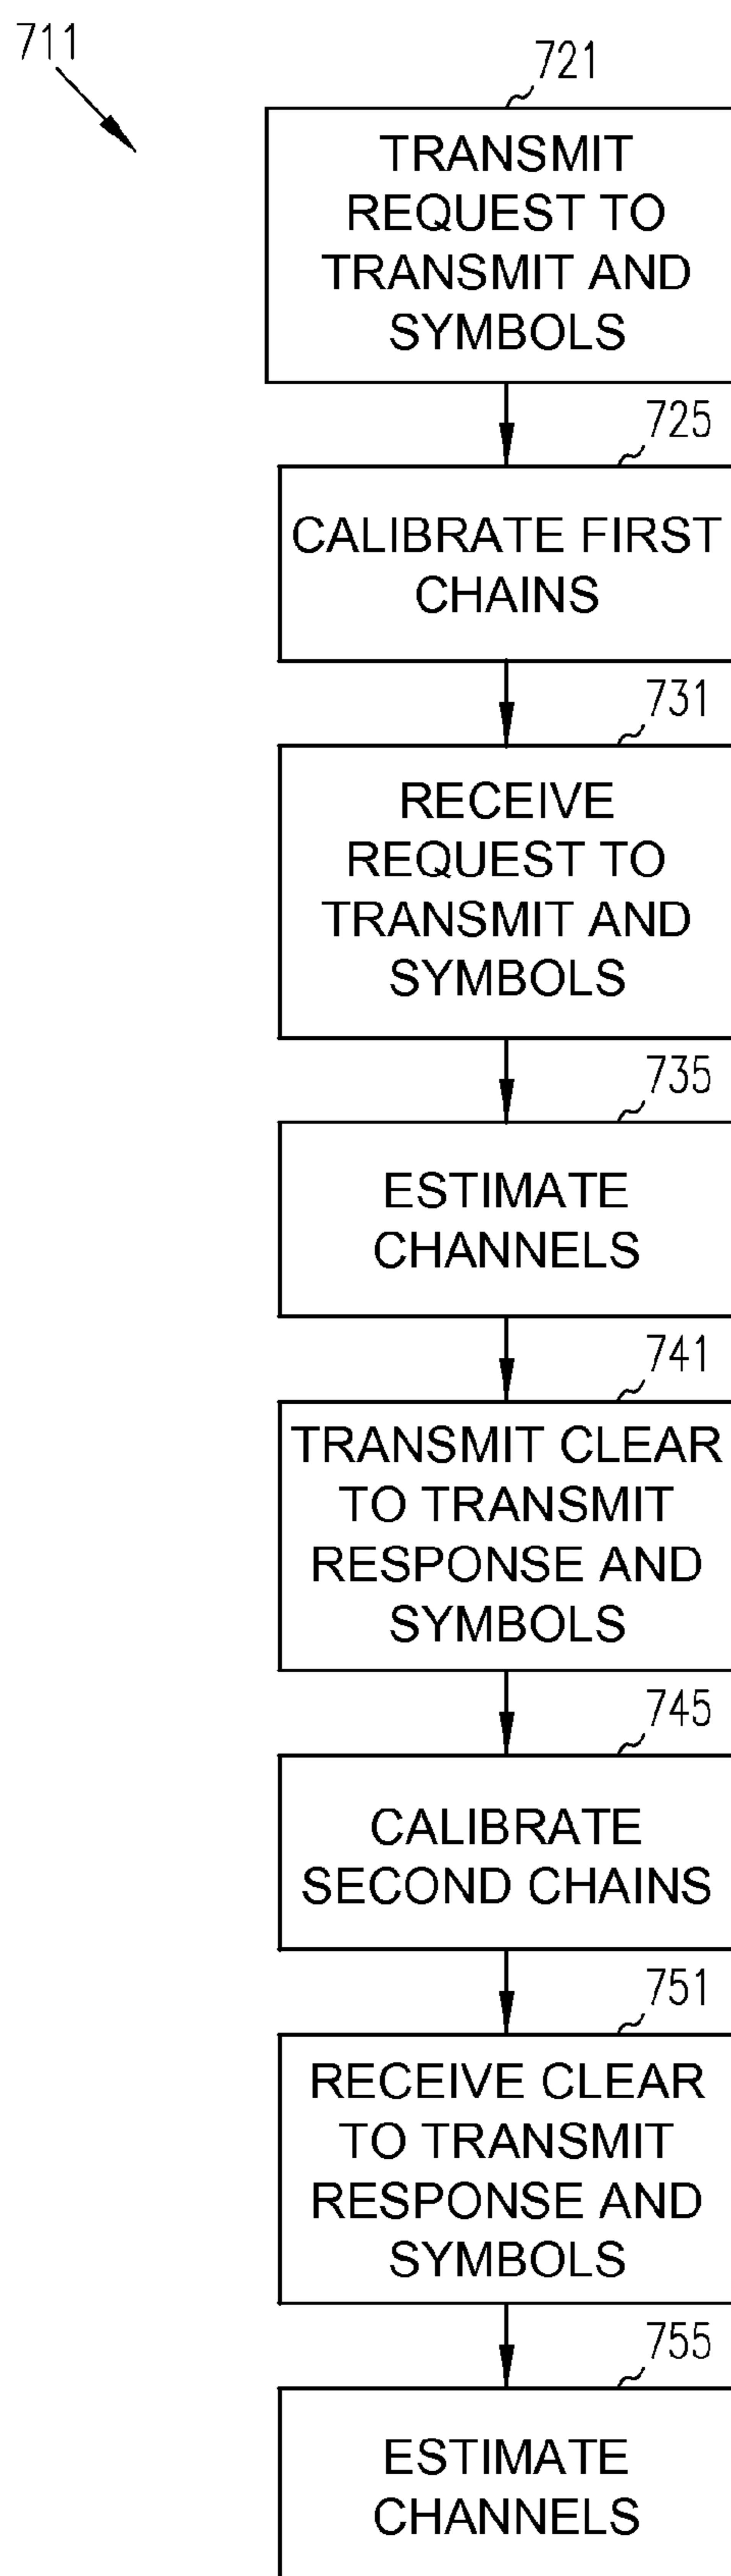 711
721
TRANSMIT
REQUEST TO
TRANSMIT AND
SYMBOLS
725
CALIBRATE FIRST
CHAINS
731
RECEIVE
REQUEST TO
TRANSMIT AND
SYMBOLS
735
ESTIMATE
CHANNELS
741
TRANSMIT CLEAR
TO TRANSMIT
RESPONSE AND
SYMBOLS
745
CALIBRATE
SECOND CHAINS
751
RECEIVE CLEAR
TO TRANSMIT
RESPONSE AND
SYMBOLS
755
ESTIMATE
CHANNELS